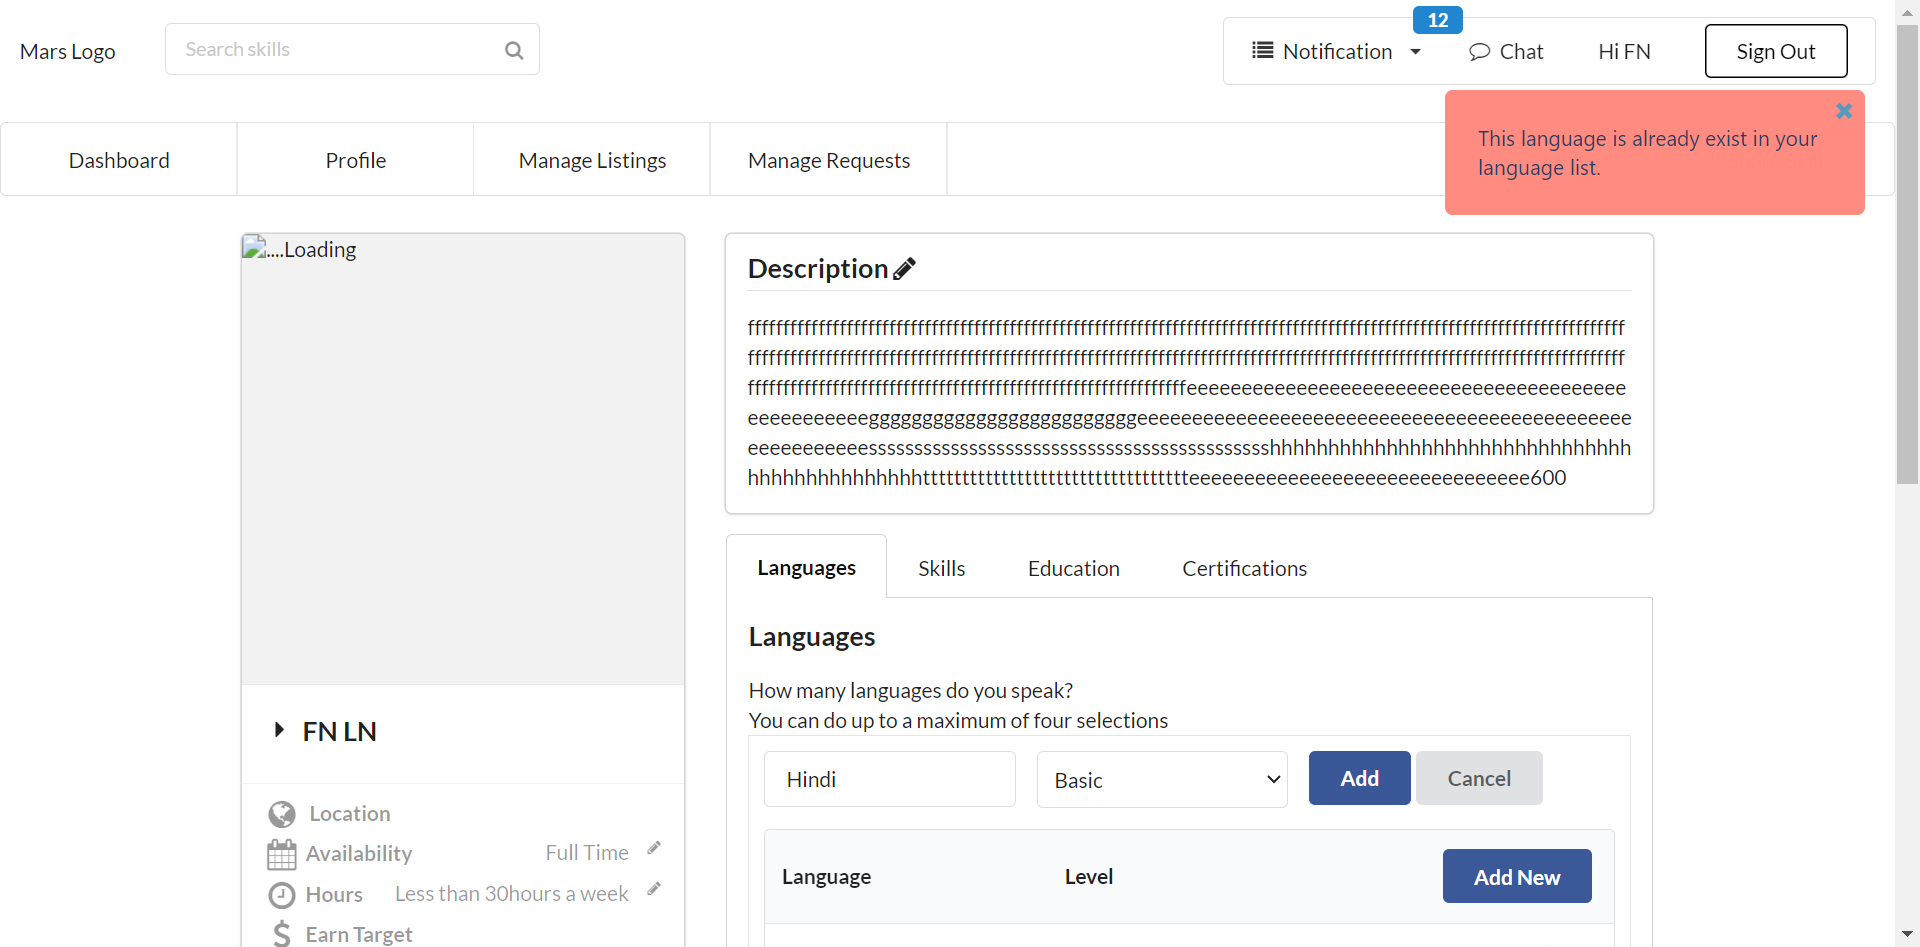 Mars Logo
Search skills
Notification
12
Chat
Hi FN
Sign Out
This language is already exist in your
language list.
Dashboard
Profile
Manage Listings
Manage Requests
....Loading
Description
600
FN LN
Location
Availability
Full Time
Hours
Less than 30hours a week
Earn Target
Languages
Skills
Education
Certifications
Languages
How many languages do you speak?
You can do up to a maximum of four selections
Hindi
Basic
Add
Cancel
Language
Level
Add New